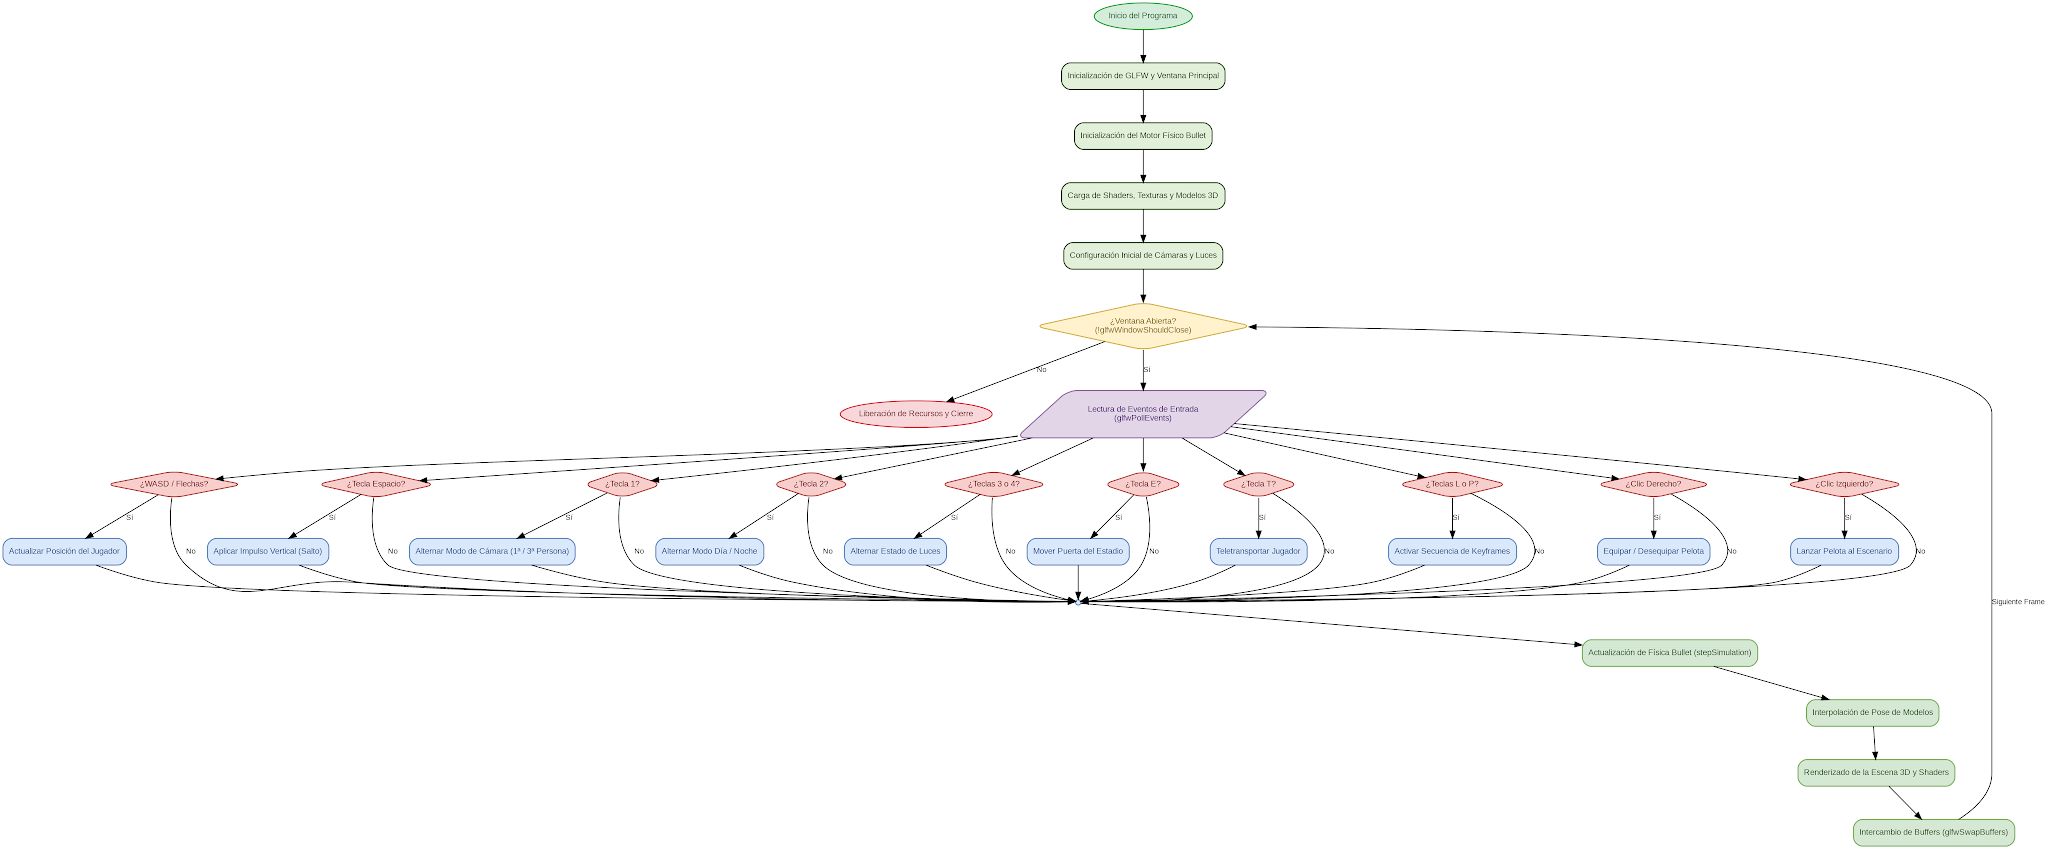 Inicio del Programa
Inicialización de GLFW y Ventana Principal
Inicialización del Motor Físico Bullet
Carga de Shaders, Texturas y Modelos 3D
Configuración Inicial de Cámaras y Luces
¿Ventana Abierta?
(!glfwWindowShouldClose)
No
Sí
Liberación de Recursos y Cierre
Lectura de Eventos de Entrada
(glfwPollEvents)
¿WASD / Flechas?
¿Tecla Espacio?
¿Tecla 1?
¿Tecla 2?
¿Teclas 3 o 4?
¿Tecla E?
¿Tecla T?
¿Teclas L o P?
¿Clic Derecho?
¿Clic Izquierdo?
Sí
Sí
Sí
Sí
Sí
Sí
Sí
Sí
Sí
Sí
Actualizar Posición del Jugador
No
Aplicar Impulso Vertical (Salto)
No
Alternar Modo de Cámara (1ª / 3ª Persona)
No
Alternar Modo Día / Noche
No
Alternar Estado de Luces
No
Mover Puerta del Estadio
No
Teletransportar Jugador
No
Activar Secuencia de Keyframes
No
Equipar / Desequipar Pelota
No
Lanzar Pelota al Escenario
No
Siguiente Frame
Actualización de Física Bullet (stepSimulation)
Interpolación de Pose de Modelos
Renderizado de la Escena 3D y Shaders
Intercambio de Buffers (glfwSwapBuffers)